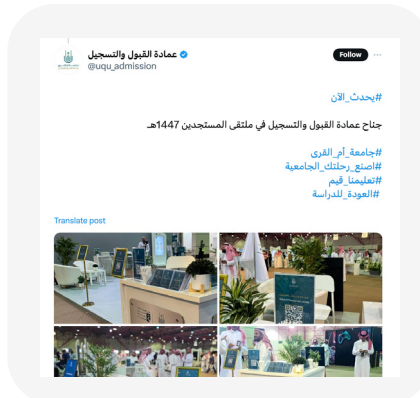 عمادة القبول والتسجيل
@uqu_admission
Follow
#يحدث_الآن
جناح عمادة القبول والتسجيل في ملتقى المستجدين 1447هـ
#جامعة_أم_القرى
#اصنع_رحلتك_الجامعية
#تعليمنا_قيم
#العودة_للدراسة
Translate post